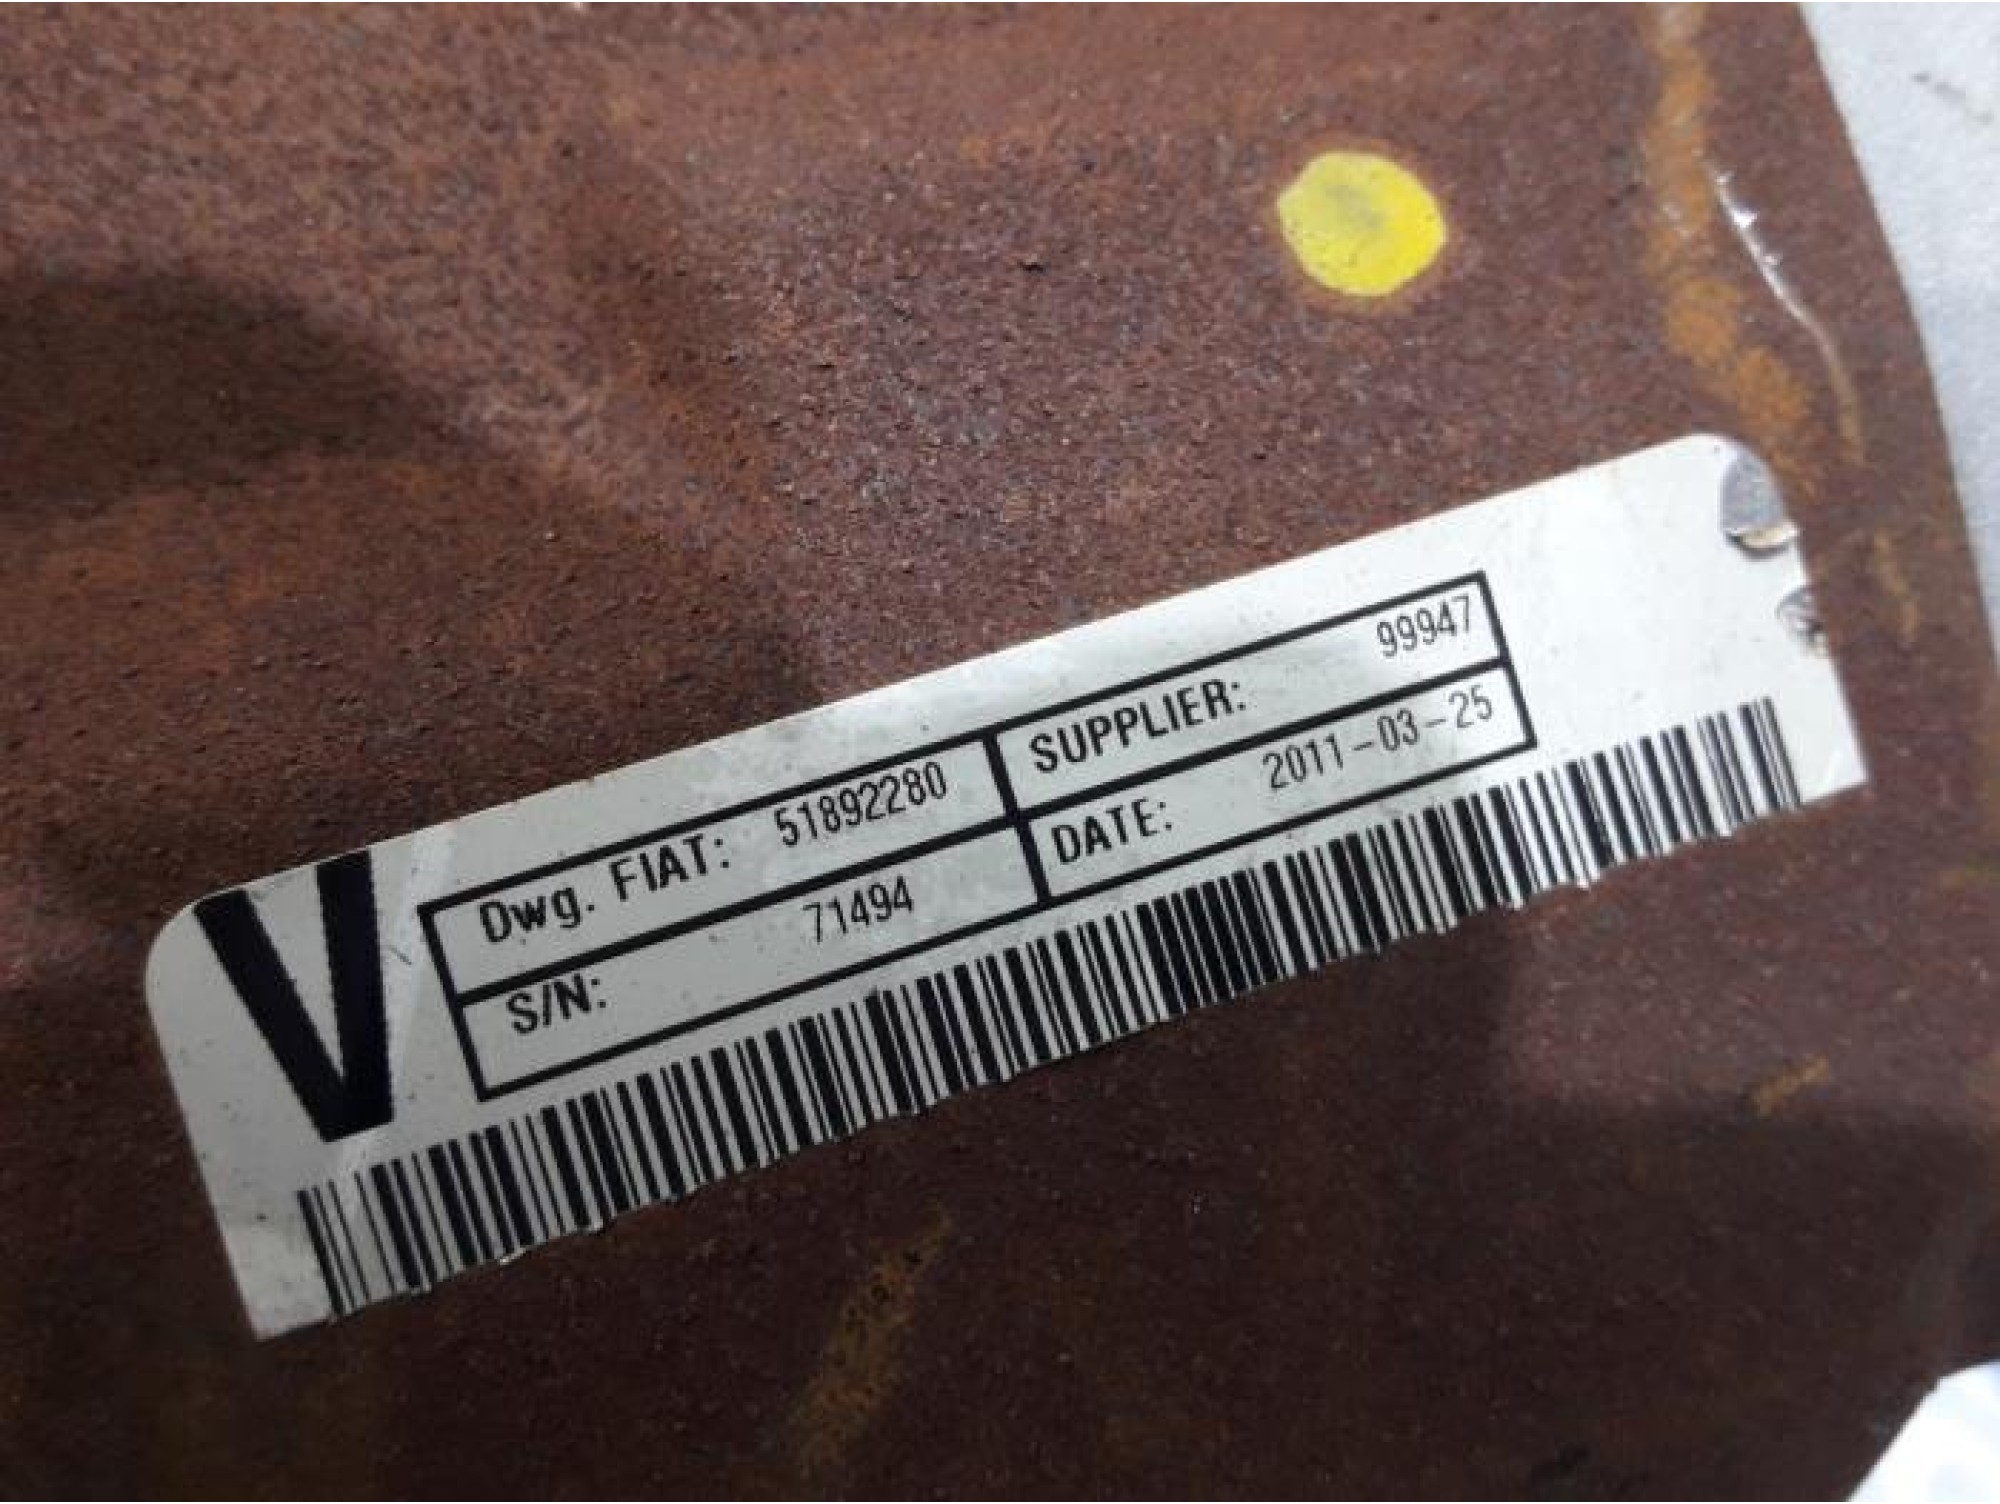 V
Dwg. FIAT: 51892280
SUPPLIER: 99947
S/N: 71494
DATE: 2011-03-25